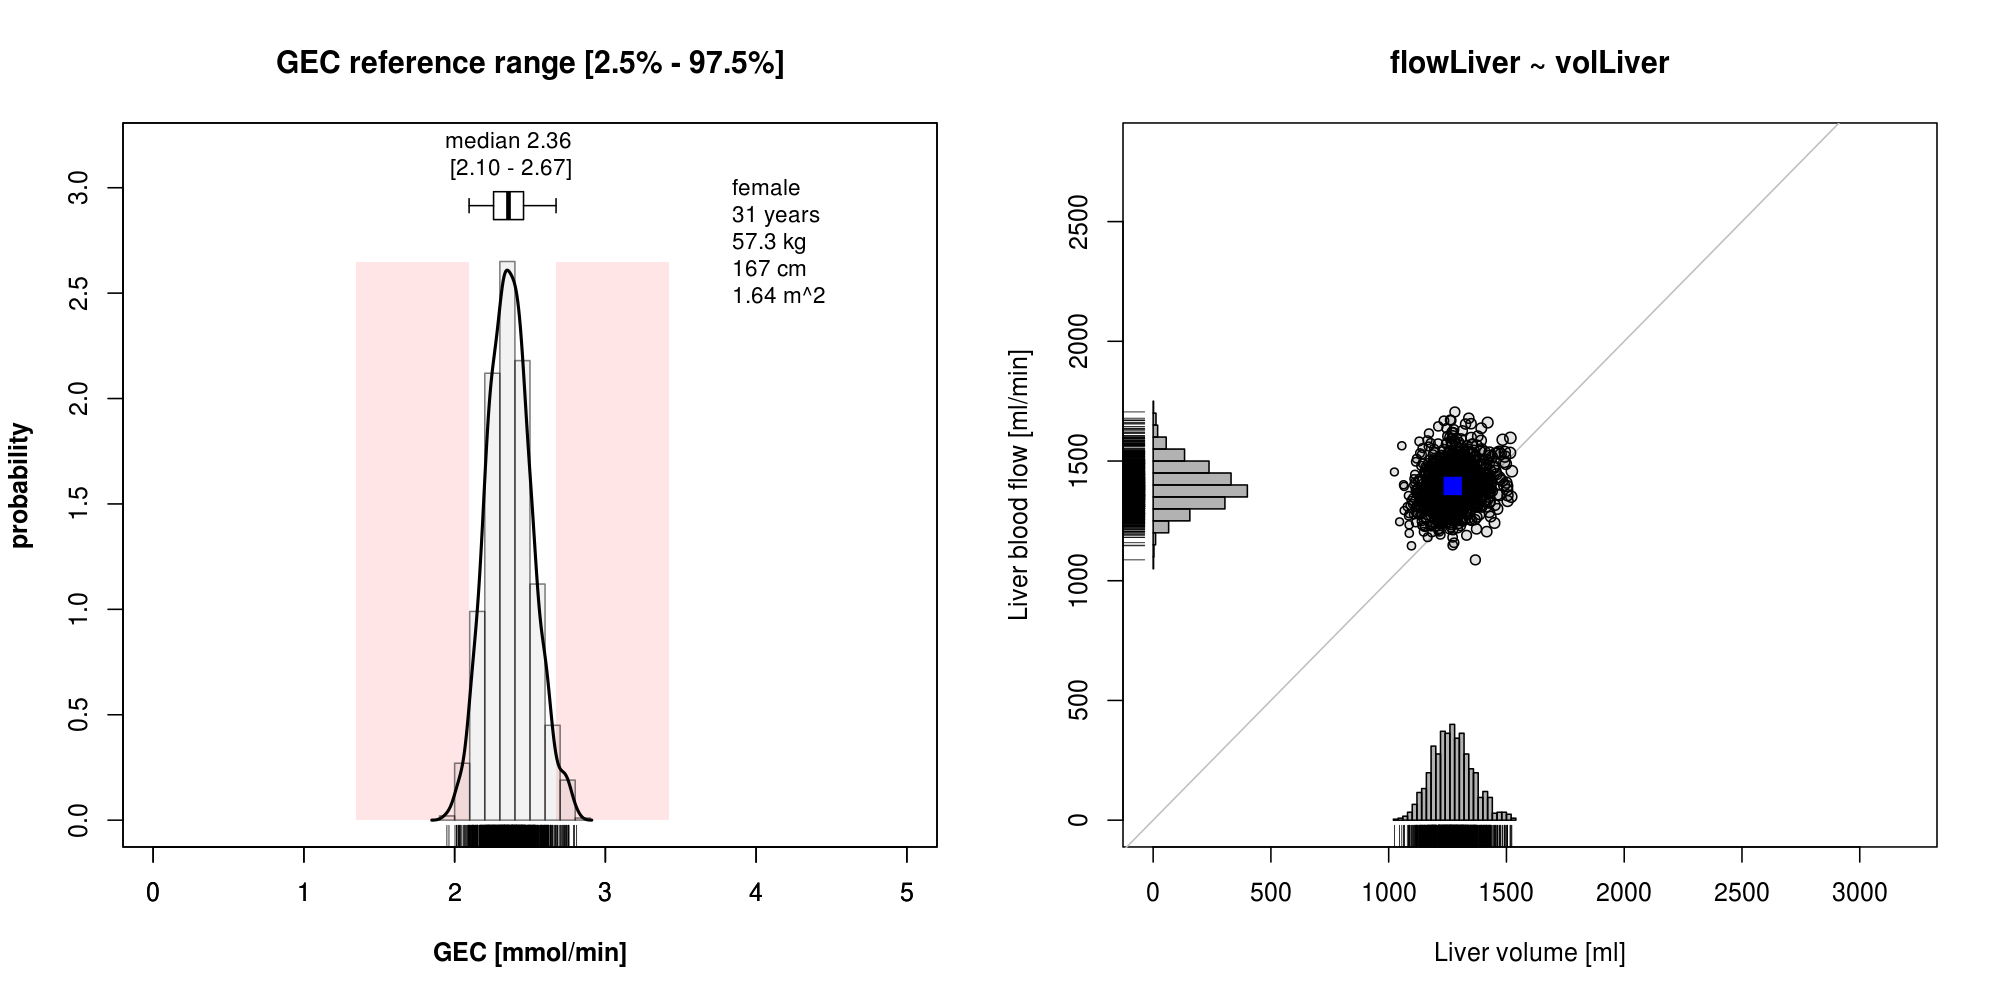 GEC reference range [2.5% - 97.5%]
median 2.36
[2.10 - 2.67]
female
31 years
57.3 kg
167 cm
1.64 m^2
probability
3.0
2.5
2.0
1.5
1.0
0.5
0.0
0 1 2 3 4 5
GEC [mmol/min]
flowLiver ~ volLiver
Liver blood flow [ml/min]
2500
2000
1500
1000
500
0
0 500 1000 1500 2000 2500 3000
Liver volume [ml]